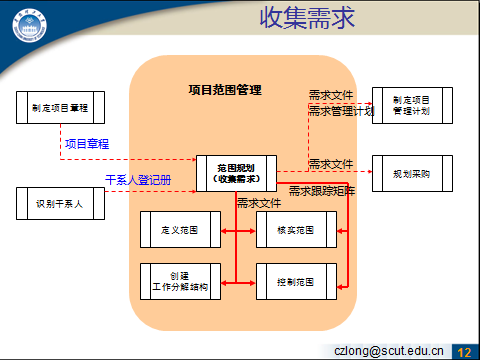 收集需求
项目范围管理
制定项目章程
项目章程
干系人登记册
识别干系人
范围规划
(收集需求)
需求文件
需求管理计划
制定项目
管理计划
需求文件
规划采购
需求跟踪矩阵
需求文件
定义范围
核实范围
创建
工作分解结构
控制范围
czlong@scut.edu.cn
12